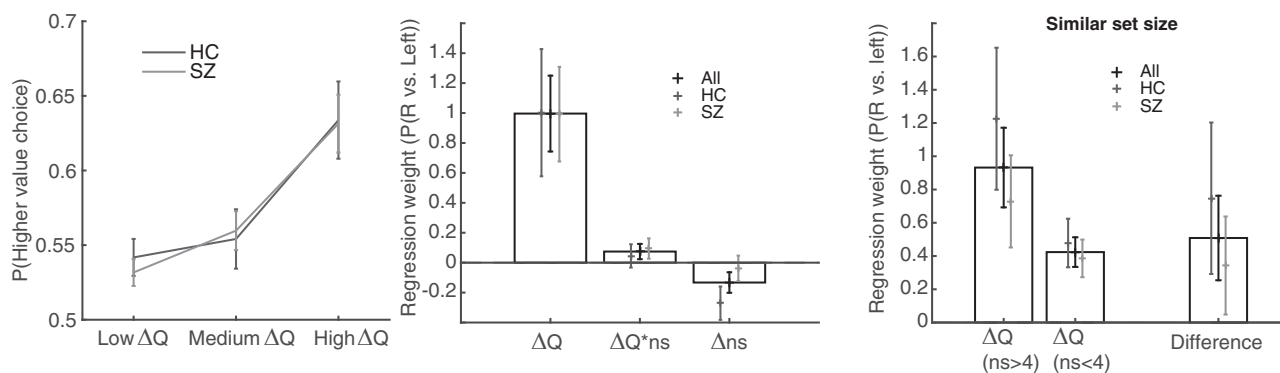 0.7
0.65
0.6
0.55
0.5
P(Higher value choice)
HC
SZ
Low ΔQ
Medium ΔQ
High ΔQ
1.4
1.2
1
0.8
0.6
0.4
0.2
0
-0.2
Regression weight (P(R vs. Left))
All
HC
SZ
ΔQ
ΔQ*ns
Δns
Similar set size
1.6
1.4
1.2
1
0.8
0.6
0.4
0.2
0
Regression weight (P(R vs. left))
All
HC
SZ
ΔQ
(ns>4)
ΔQ
(ns<4)
Difference